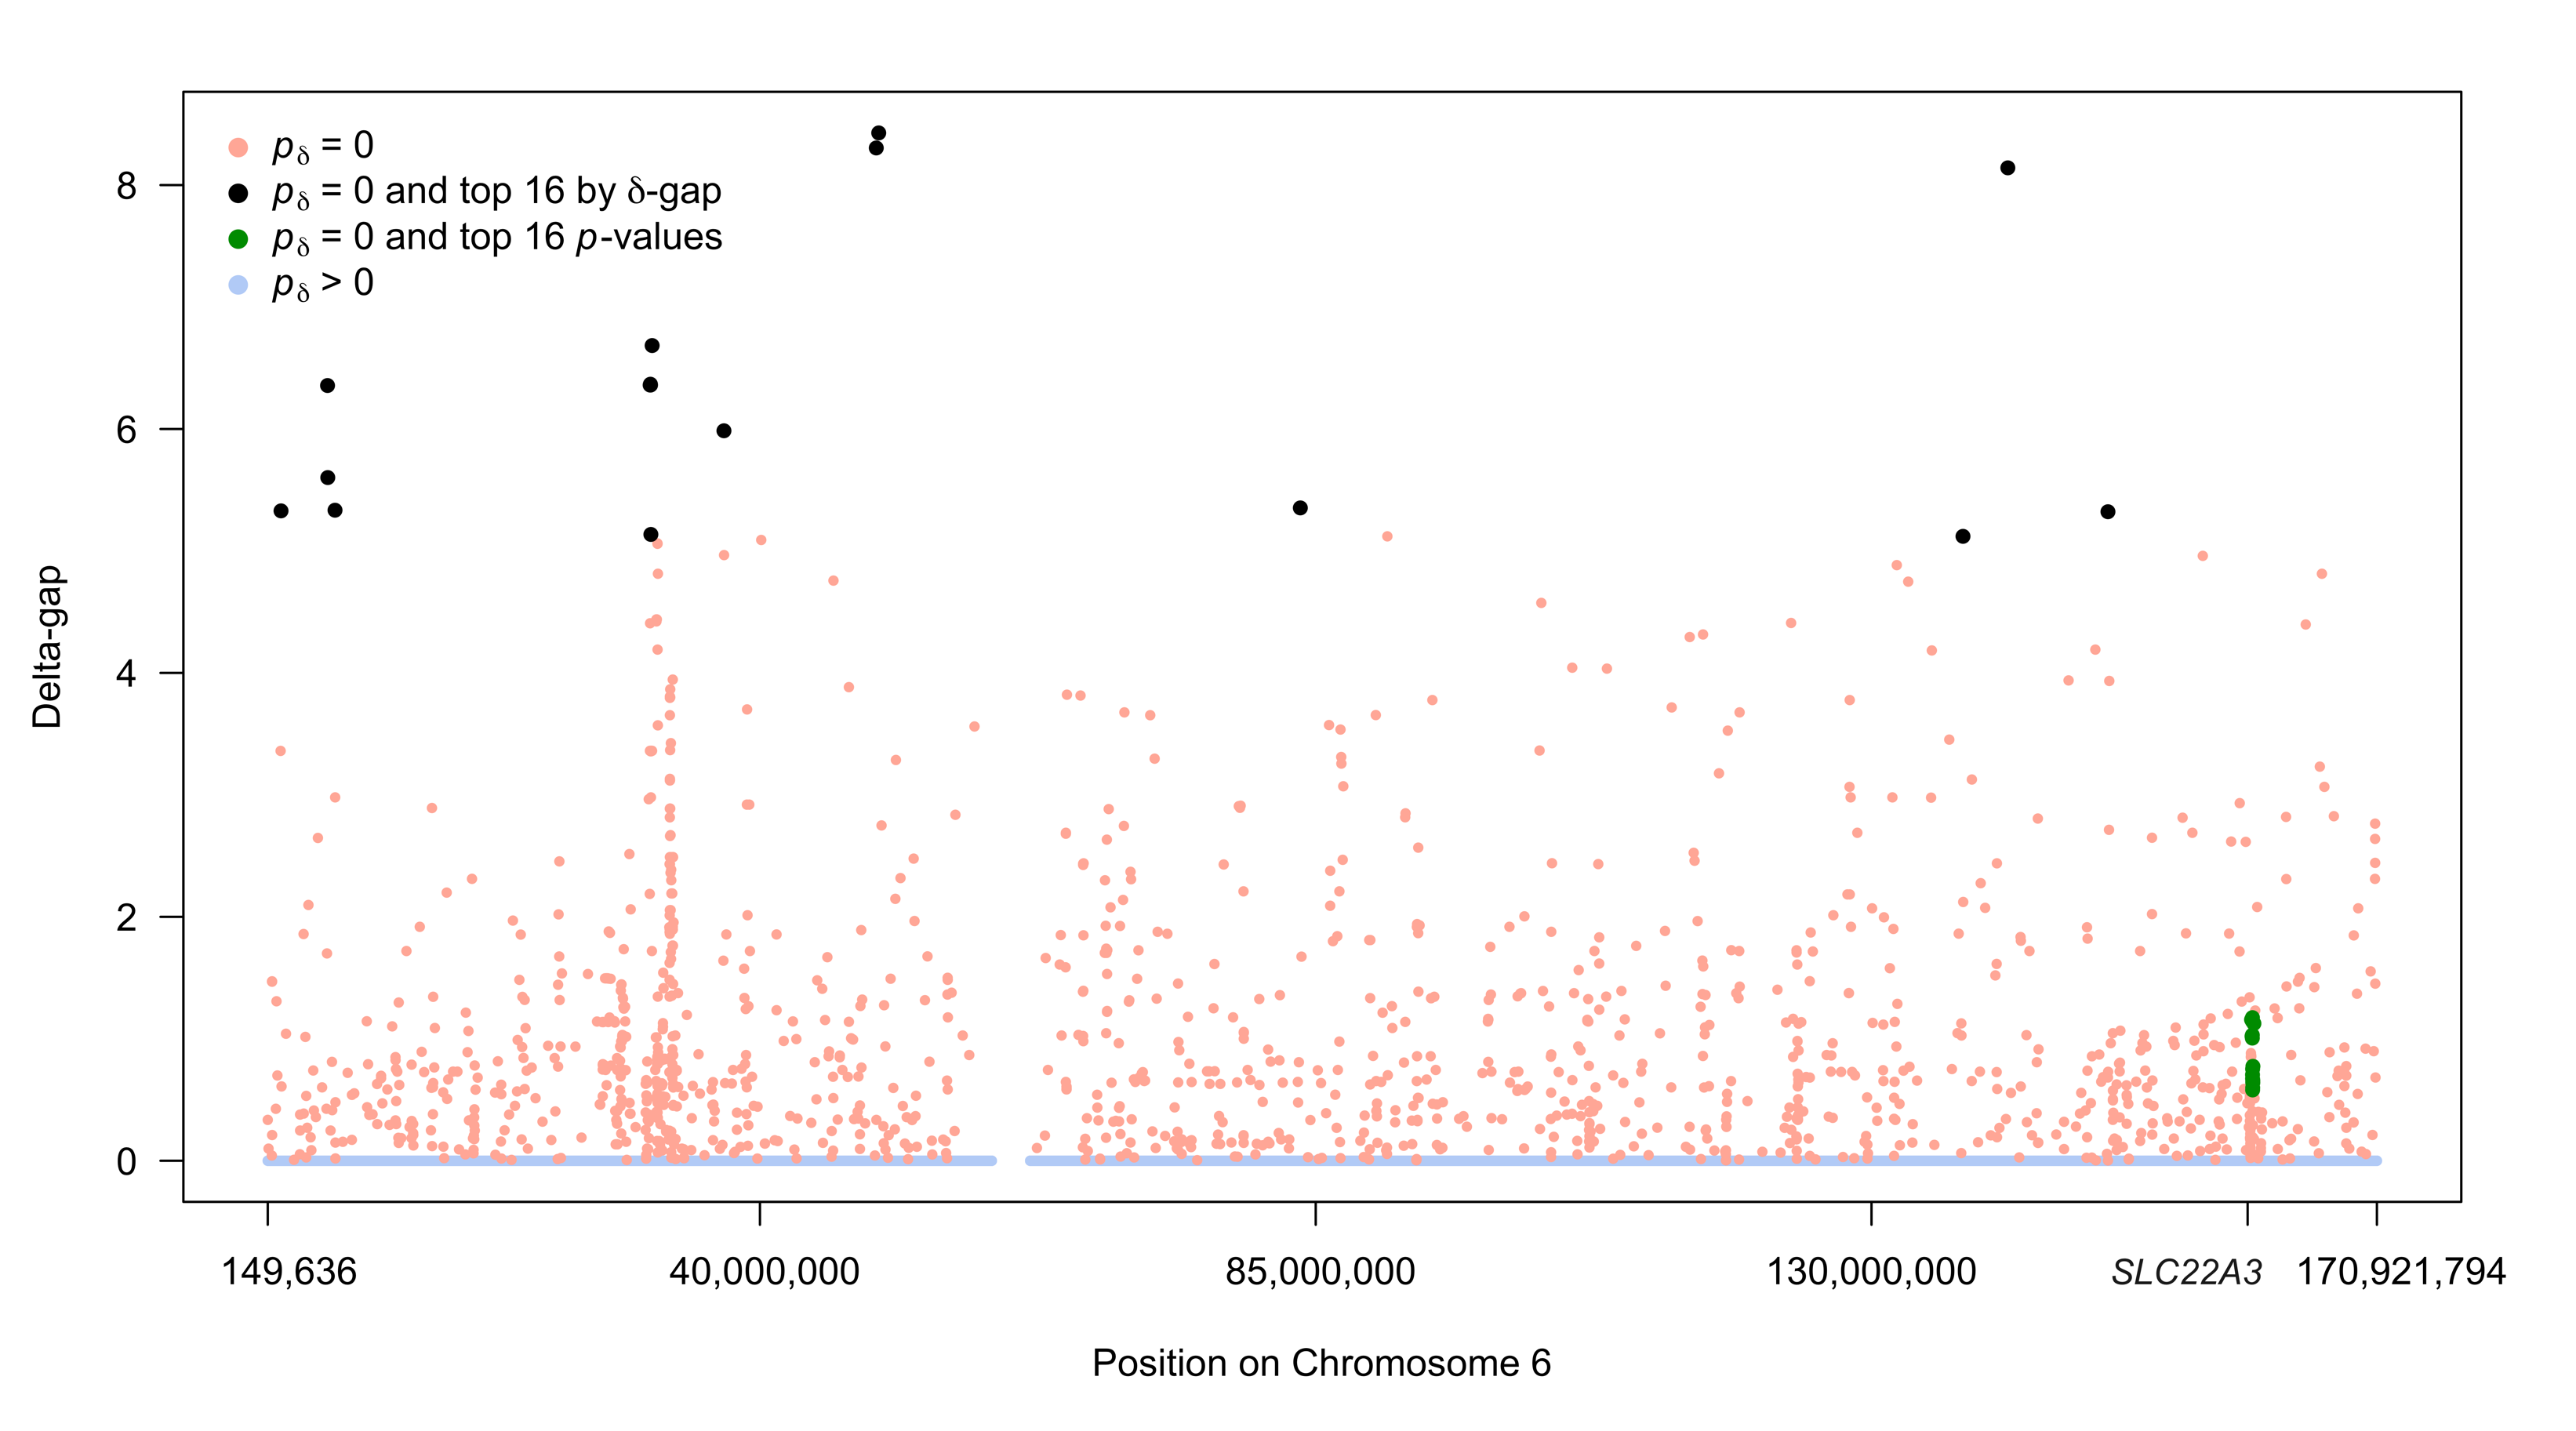 pδ = 0
pδ = 0 and top 16 by δ-gap
pδ = 0 and top 16 p-values
pδ > 0
8
6
4
2
0
Delta-gap
149,636 40,000,000 85,000,000 130,000,000 SLC22A3 170,921,794
Position on Chromosome 6